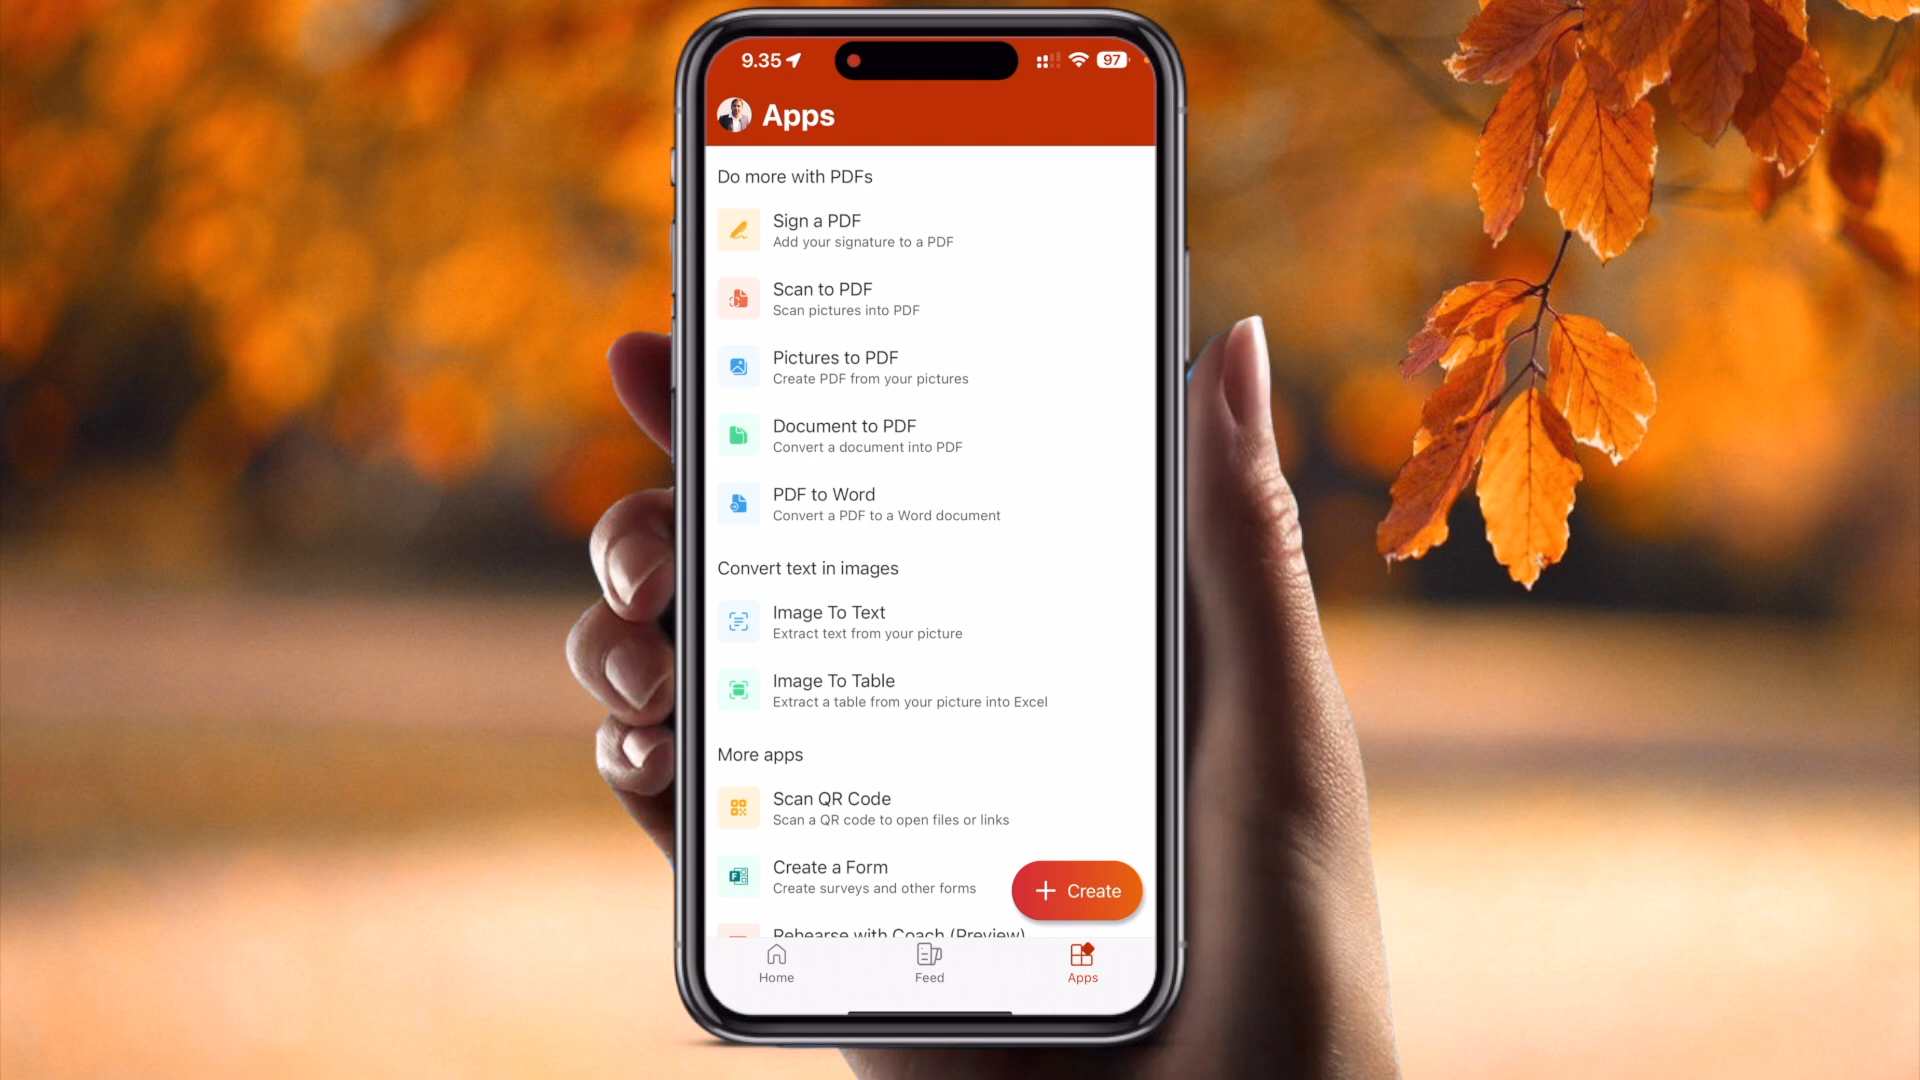 9.35
97
Apps
Do more with PDFs
Sign a PDF
Add your signature to a PDF
Scan to PDF
Scan pictures into PDF
Pictures to PDF
Create PDF from your pictures
Document to PDF
Convert a document into PDF
PDF to Word
Convert a PDF to a Word document
Convert text in images
Image To Text
Extract text from your picture
Image To Table
Extract a table from your picture into Excel
More apps
Scan QR Code
Scan a QR code to open files or links
Create a Form
Create surveys and other forms
Create
Rehearse with Coach (Preview)
Home
Feed
Apps